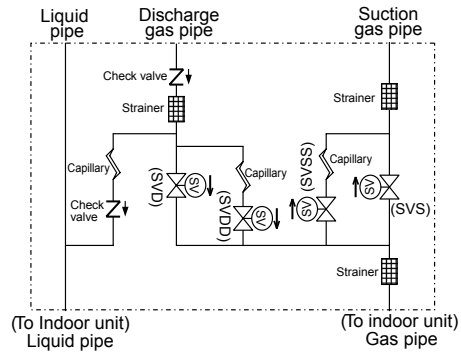 Liquid
pipe
Discharge
gas pipe
Suction
gas pipe
Check valve
Strainer
Strainer
Capillary
Check
valve
(SVD)
SV
Capillary
(SVDD)
SV
(SVSS)
Capillary
SV
SV
(SVS)
Strainer
(To Indoor unit)
Liquid pipe
(To indoor unit)
Gas pipe